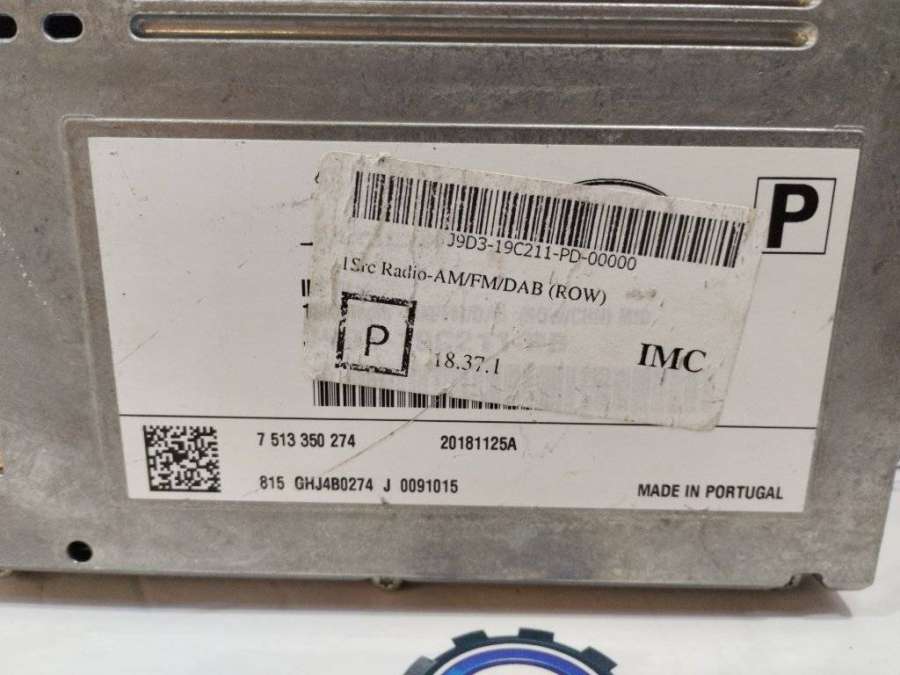 P
J9D3-19C211-PD-00000
ISrc Radio-AM/FM/DAB (ROW)
P
18.37.1
IMC
7 513 350 274
20181125A
815 GHJ4B0274 J 0091015
MADE IN PORTUGAL